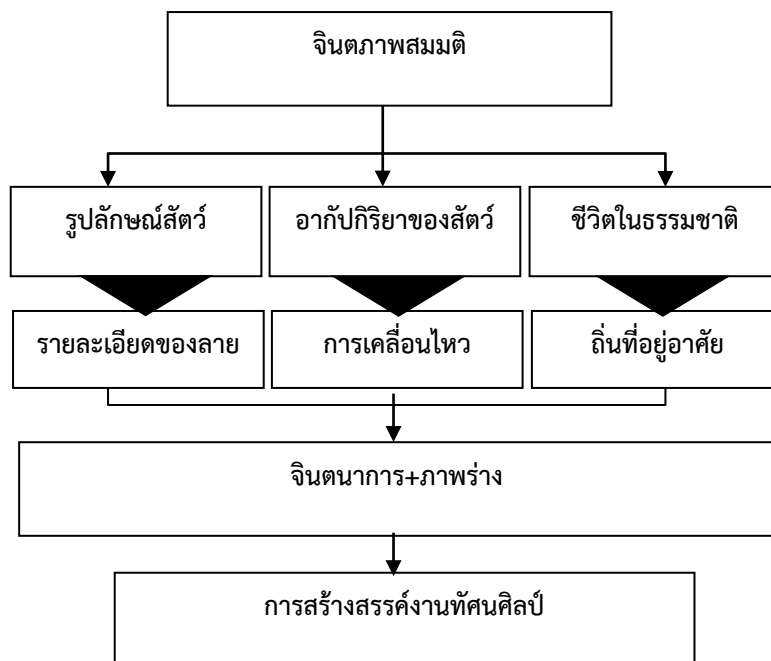 จินตภาพสมมติ
รูปลักษณ์สัตว์
อากัปกิริยาของสัตว์
ชีวิตในธรรมชาติ
รายละเอียดของลาย
การเคลื่อนไหว
ถิ่นที่อยู่อาศัย
จินตนาการ+ภาพร่าง
การสร้างสรรค์งานทัศนศิลป์